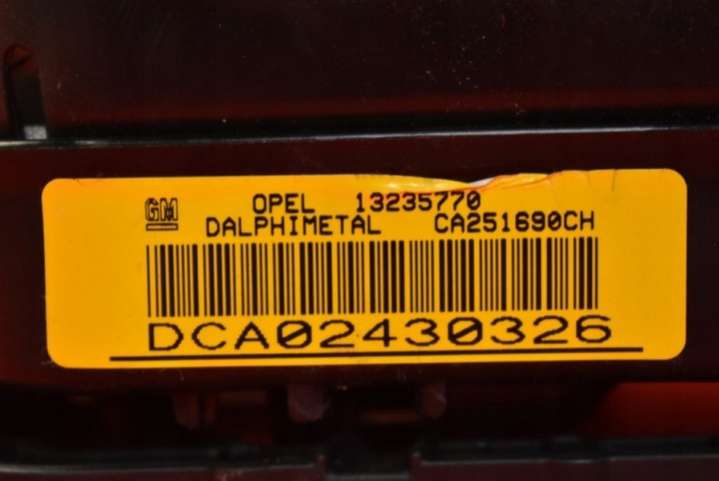 GM OPEL 13235770
DALPHIMETAL CA251690CH
DCA02430326